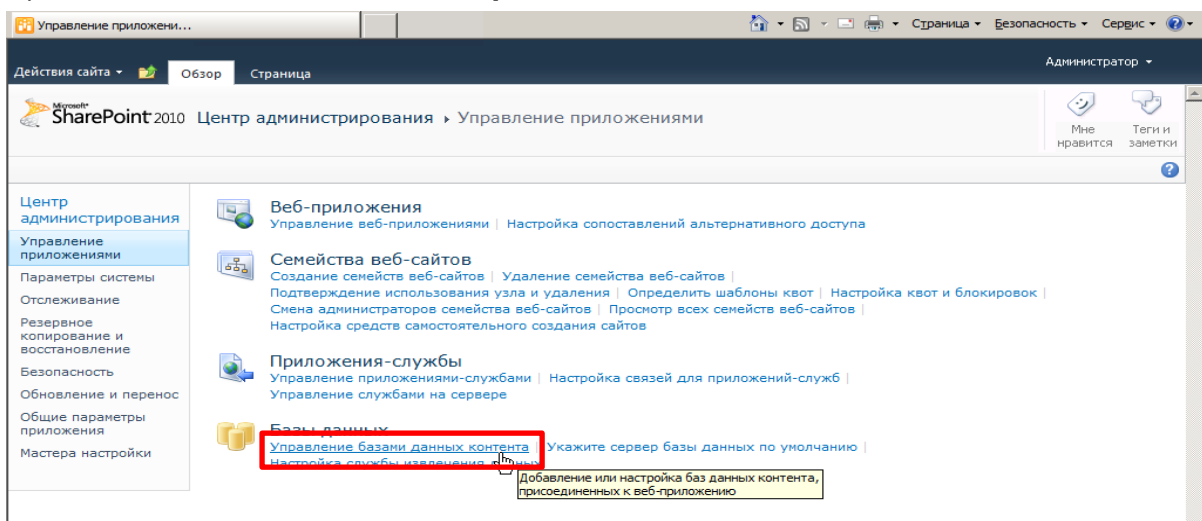 Управление приложени...
Страница
Безопасность
Сервис
Действия сайта
Обзор
Страница
Администратор
Microsoft
SharePoint 2010
Центр администрирования
Управление приложениями
Мне нравится
Теги и заметки
Центр
администрирования
Управление
приложениями
Параметры системы
Отслеживание
Резервное
копирование и
восстановление
Безопасность
Обновление и перенос
Общие параметры
приложения
Мастера настройки
Веб-приложения
Управление веб-приложениями | Настройка сопоставлений альтернативного доступа
Семейства веб-сайтов
Создание семейств веб-сайтов | Удаление семейства веб-сайтов |
Подтверждение использования узла и удаления | Определить шаблоны квот | Настройка квот и блокировок |
Смена администраторов семейства веб-сайтов | Просмотр всех семейств веб-сайтов |
Настройка средств самостоятельного создания сайтов
Приложения-службы
Управление приложениями-службами | Настройка связей для приложений-служб |
Управление службами на сервере
Базы данных
Управление базами данных контента | Укажите сервер базы данных по умолчанию |
Настройка службы извлечения данных
Добавление или настройка баз данных контента,
присоединенных к веб-приложению